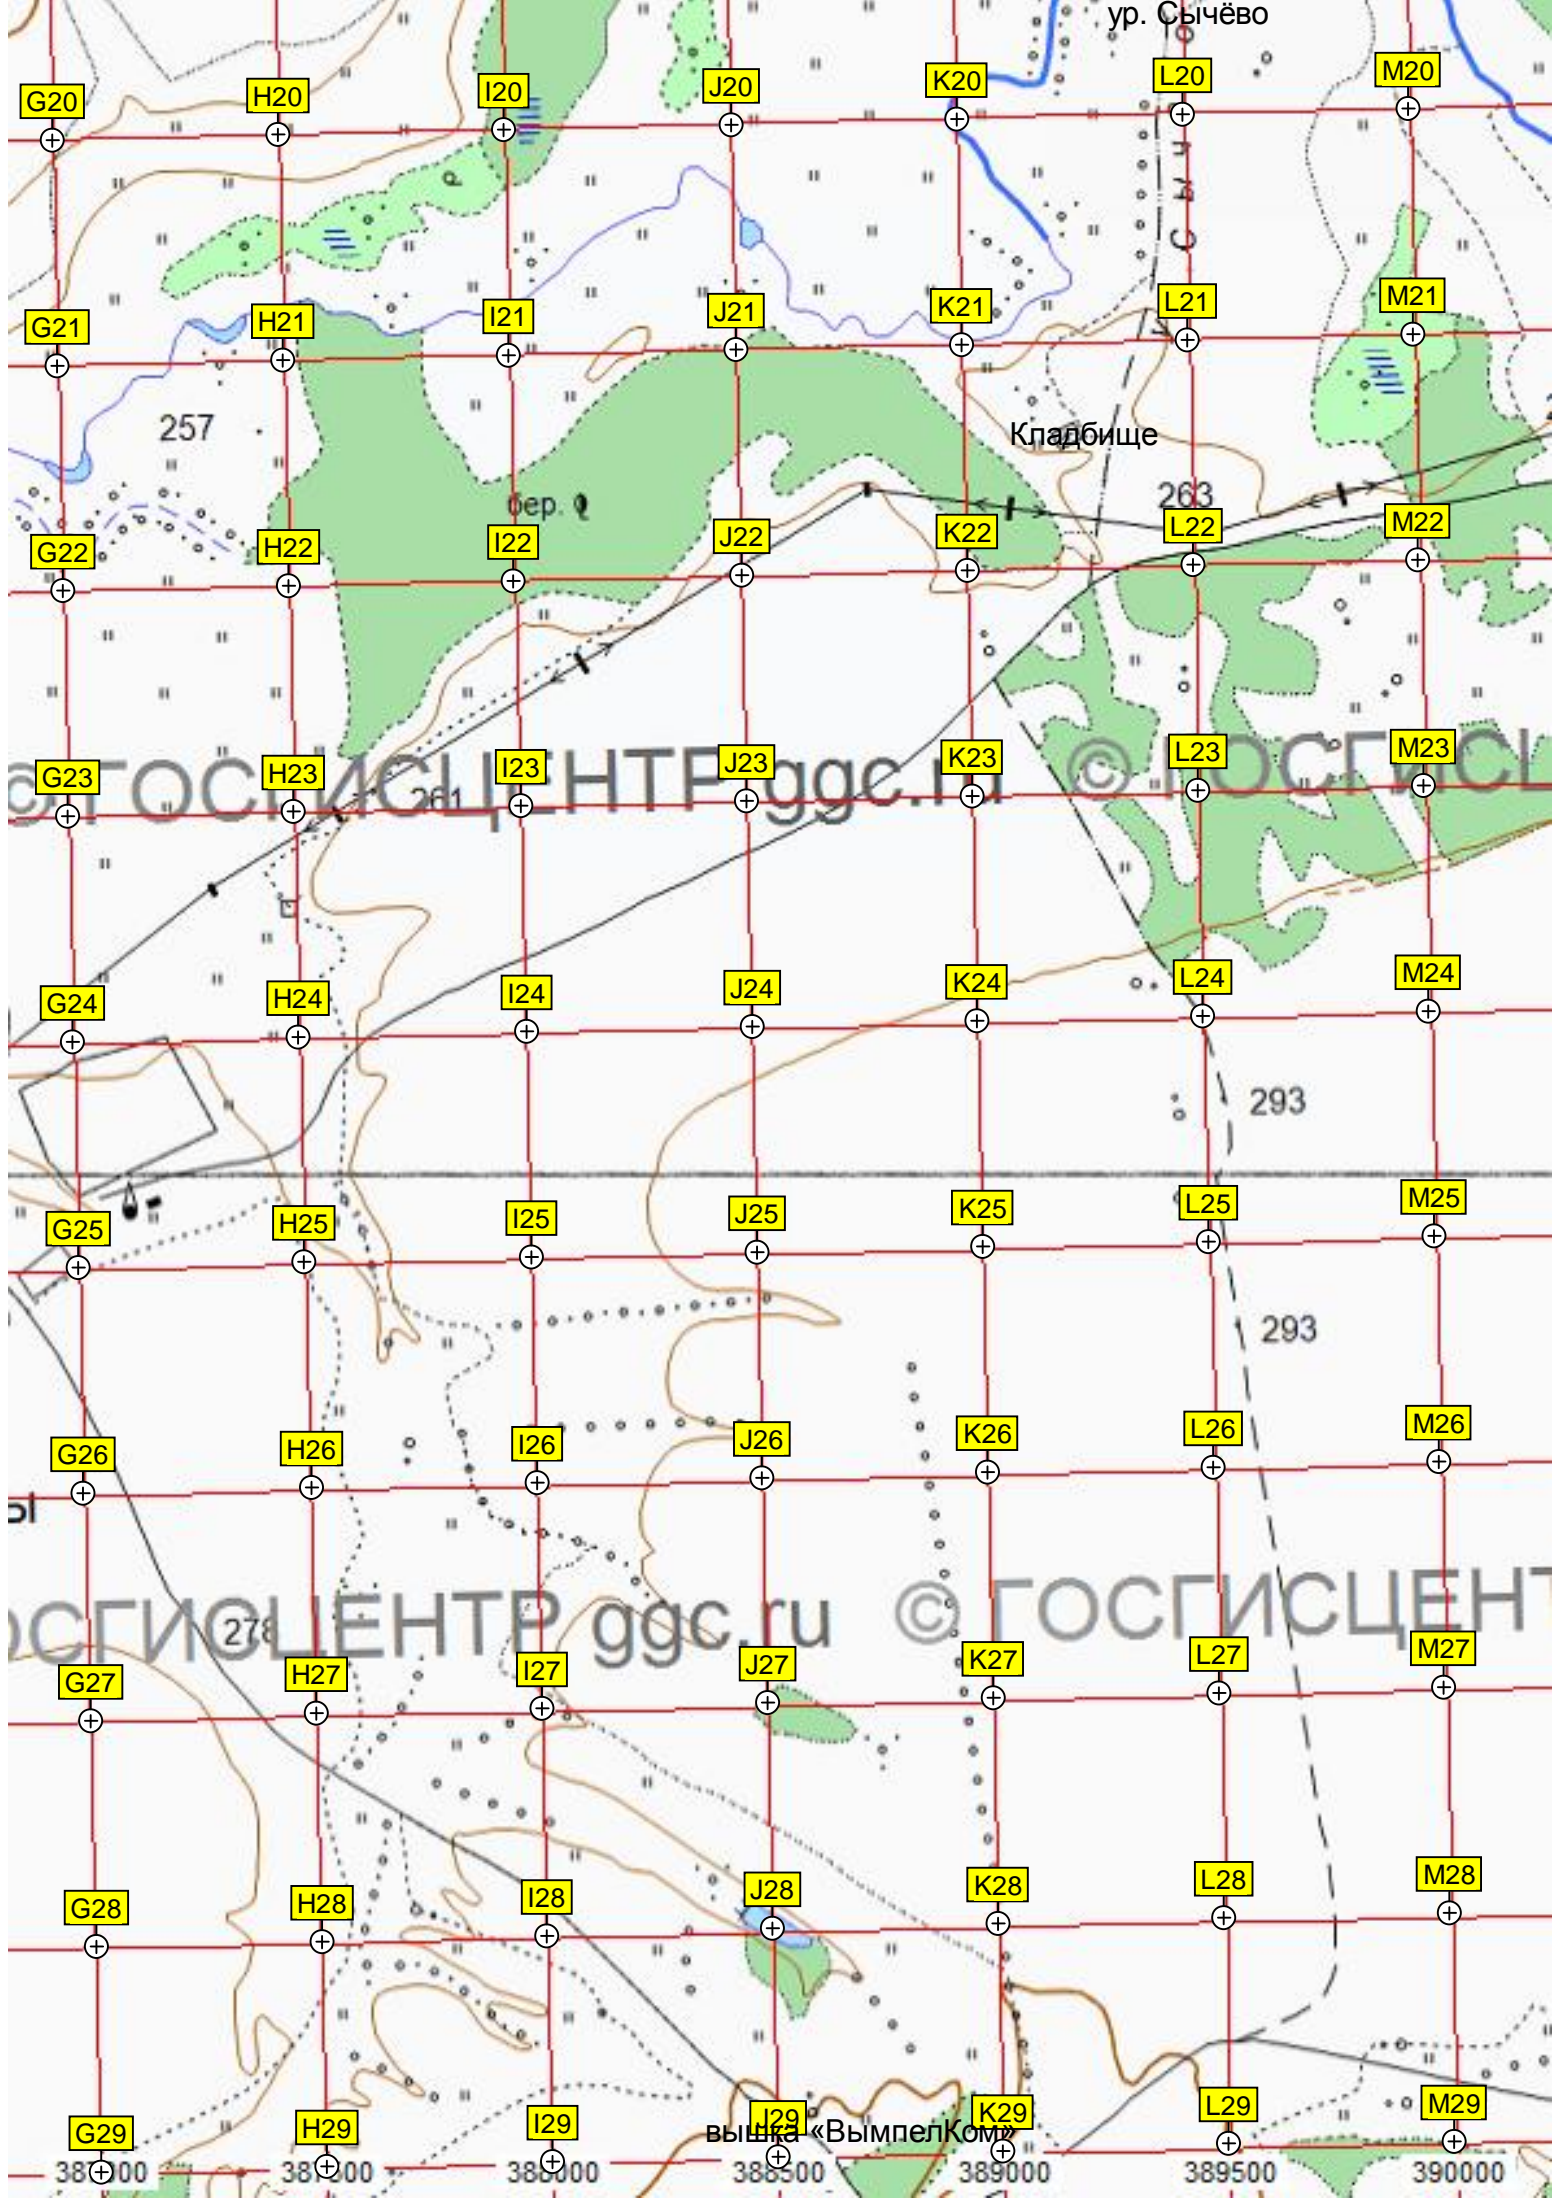 ур. Сычёво
G20 H20 I20 J20 K20 L20 M20
Сыч
G21 H21 I21 J21 K21 L21 M21
257
Кладбище
бер.
263
G22 H22 I22 J22 K22 L22 M22
G23 H23 I23 J23 K23 L23 M23
© ГОСГИСЦЕНТР ggc.ru © ГОСГИСЦ
261
G24 H24 I24 J24 K24 L24 M24
293
G25 H25 I25 J25 K25 L25 M25
293
G26 H26 I26 J26 K26 L26 M26
ы
ОСГИСЦЕНТР ggc.ru © ГОСГИСЦЕНТ
278
G27 H27 I27 J27 K27 L27 M27
G28 H28 I28 J28 K28 L28 M28
G29 H29 I29 J29 K29 L29 M29
вышка «ВымпелКом»
388500 389000 389500 390000